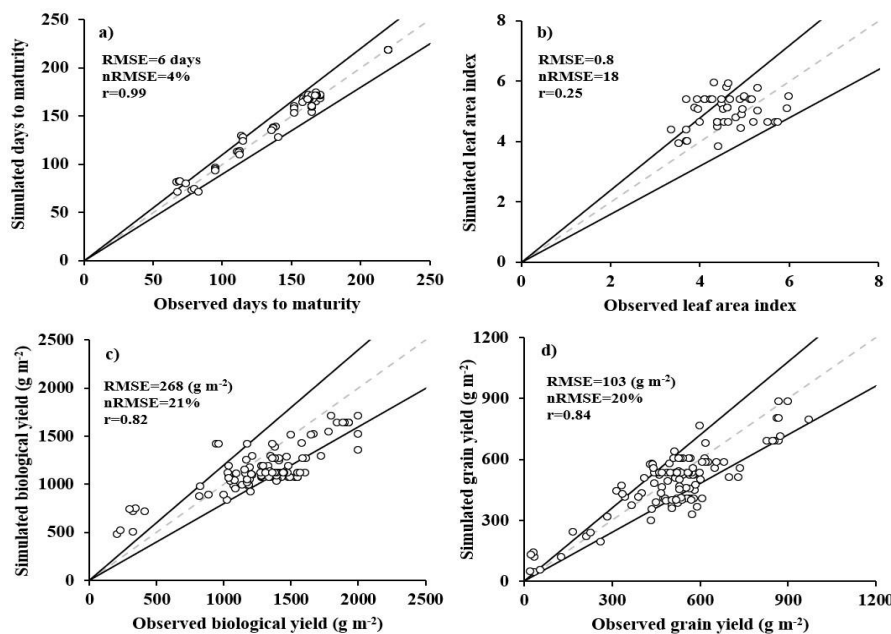 a)
RMSE=6 days
nRMSE=4%
r=0.99
Simulated days to maturity
250
200
150
100
50
0
0 50 100 150 200 250
Observed days to maturity
b)
RMSE=0.8
nRMSE=18
r=0.25
Simulated leaf area index
8
6
4
2
0
0 2 4 6 8
Observed leaf area index
c)
RMSE=268 (g m⁻²)
nRMSE=21%
r=0.82
Simulated biological yield (g m⁻²)
2500
2000
1500
1000
500
0
0 500 1000 1500 2000 2500
Observed biological yield (g m⁻²)
d)
RMSE=103 (g m⁻²)
nRMSE=20%
r=0.84
Simulated grain yield (g m⁻²)
1200
900
600
300
0
0 300 600 900 1200
Observed grain yield (g m⁻²)